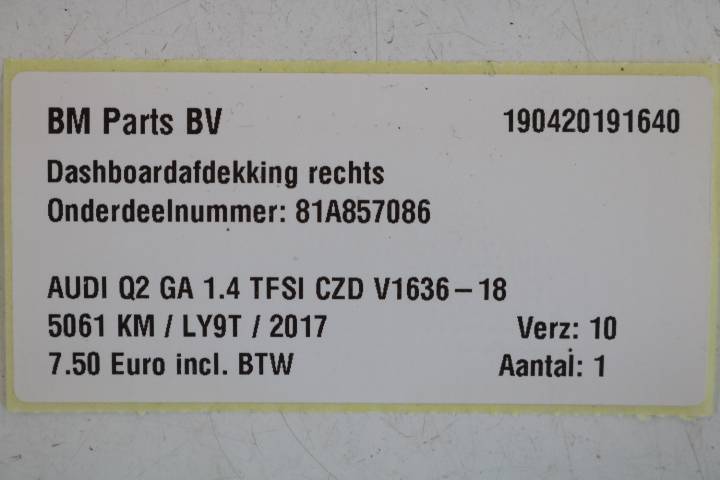 BM Parts BV 190420191640
Dashboardafdekking rechts
Onderdeelnummer: 81A857086
AUDI Q2 GA 1.4 TFSI CZD V1636-18
5061 KM / LY9T / 2017 Verz: 10
7.50 Euro incl. BTW Aantal: 1